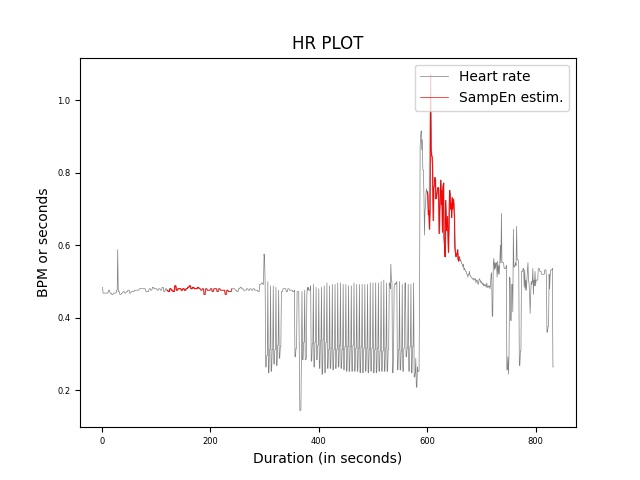 HR PLOT
Heart rate
SampEn estim.
1.0
0.8
0.6
0.4
0.2
BPM or seconds
0 200 400 600 800
Duration (in seconds)